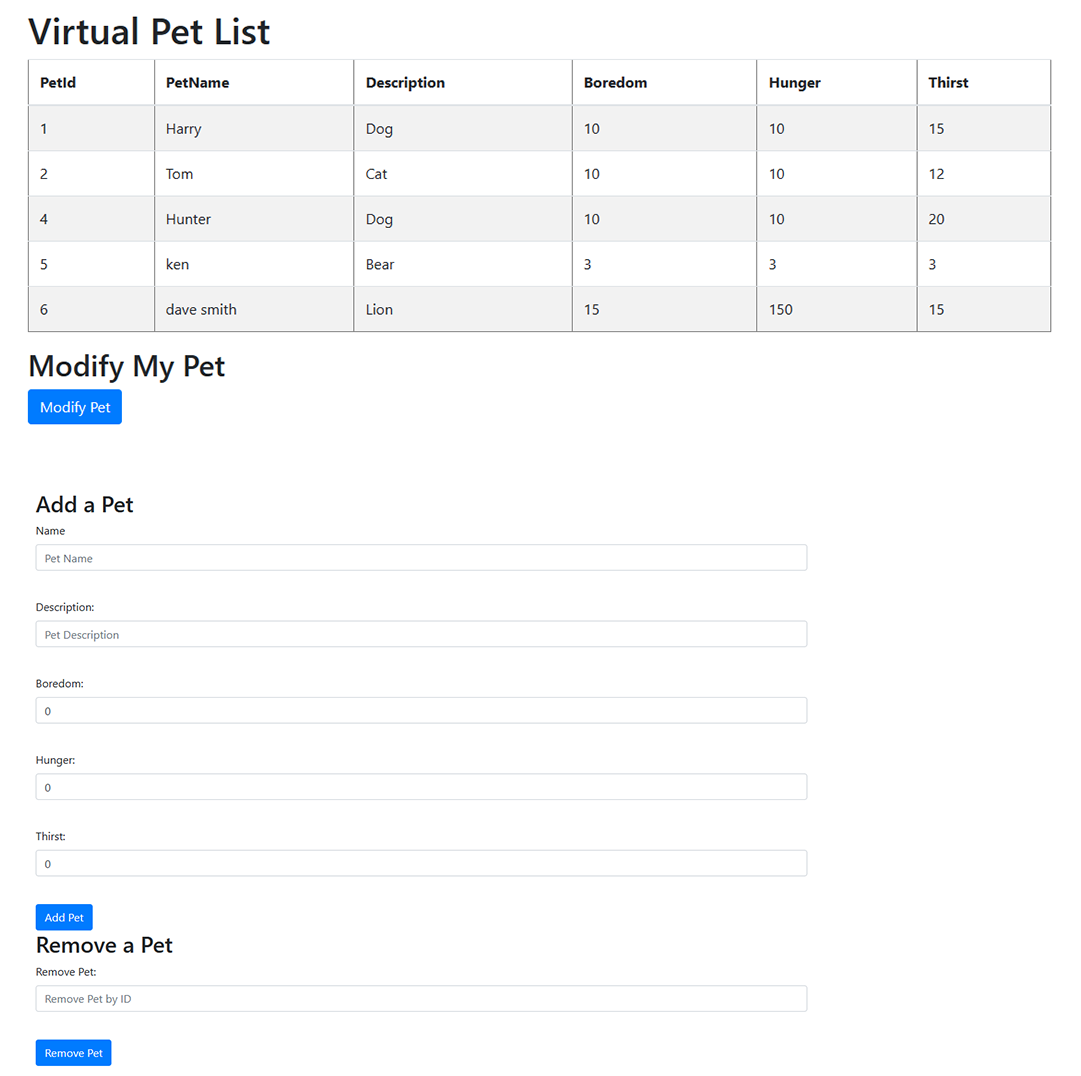 Virtual Pet List
PetId PetName Description Boredom Hunger Thirst
1 Harry Dog 10 10 15
2 Tom Cat 10 10 12
4 Hunter Dog 10 10 20
5 ken Bear 3 3 3
6 dave smith Lion 15 150 15
Modify My Pet
Modify Pet
Add a Pet
Name
Pet Name
Description:
Pet Description
Boredom:
0
Hunger:
0
Thirst:
0
Add Pet
Remove a Pet
Remove Pet:
Remove Pet by ID
Remove Pet